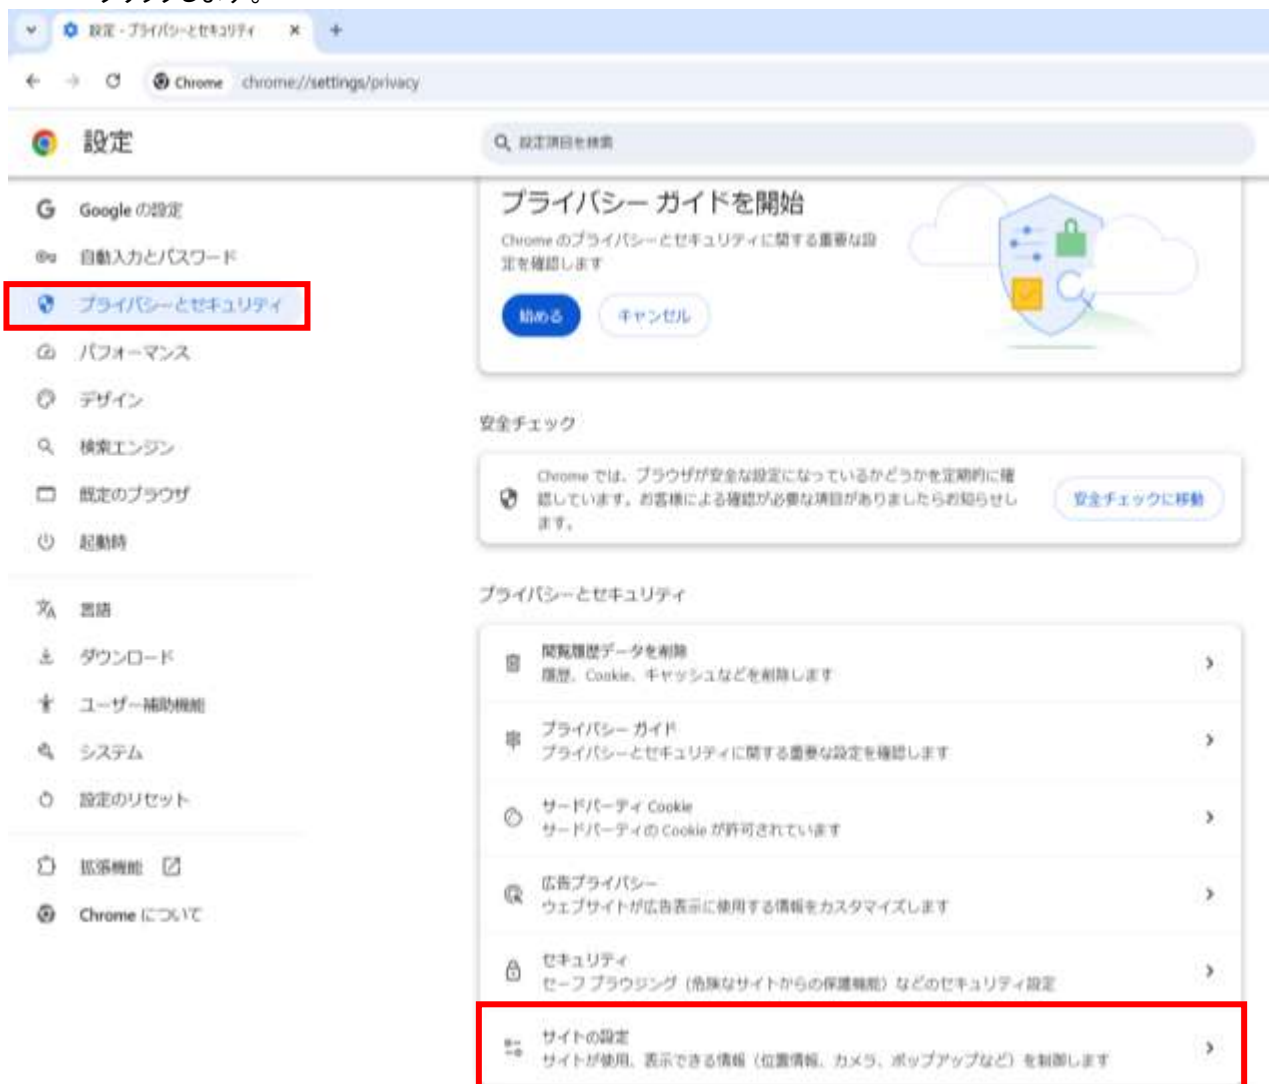 クリックします。
設定 - プライバシーとセキュリティ
Chrome chrome://settings/privacy
設定
設定項目を検索
Google の設定
自動入力とパスワード
プライバシーとセキュリティ
パフォーマンス
デザイン
検索エンジン
既定のブラウザ
起動時
言語
ダウンロード
ユーザー補助機能
システム
設定のリセット
拡張機能
Chrome について
プライバシー ガイドを開始
Chrome のプライバシーとセキュリティに関する重要な設
定を確認します
始める
キャンセル
安全チェック
Chrome では、ブラウザが安全な設定になっているかどうかを定期的に確
認しています。お客様による確認が必要な項目がありましたらお知らせし
ます。
安全チェックに移動
プライバシーとセキュリティ
閲覧履歴データを削除
履歴、Cookie、キャッシュなどを削除します
プライバシー ガイド
プライバシーとセキュリティに関する重要な設定を確認します
サードパーティ Cookie
サードパーティの Cookie が許可されています
広告プライバシー
ウェブサイトが広告表示に使用する情報をカスタマイズします
セキュリティ
セーフ ブラウジング（危険なサイトからの保護機能）などのセキュリティ設定
サイトの設定
サイトが使用、表示できる情報（位置情報、カメラ、ポップアップなど）を制御します